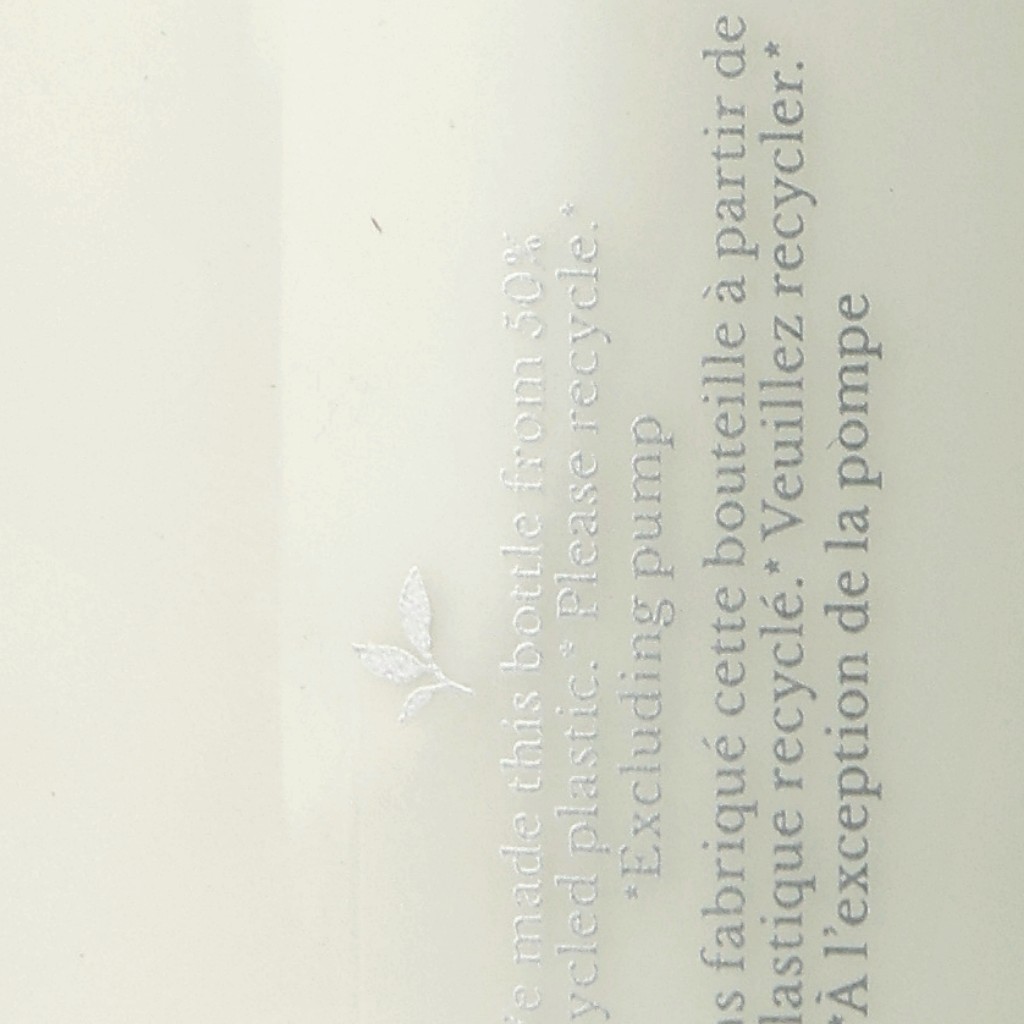 made this bottle from 50%
ycled plastic.* Please recycle.*
*Excluding pump
s fabriqué cette bouteille à partir de
lastique recyclé.* Veuillez recycler.*
*À l'exception de la pompe